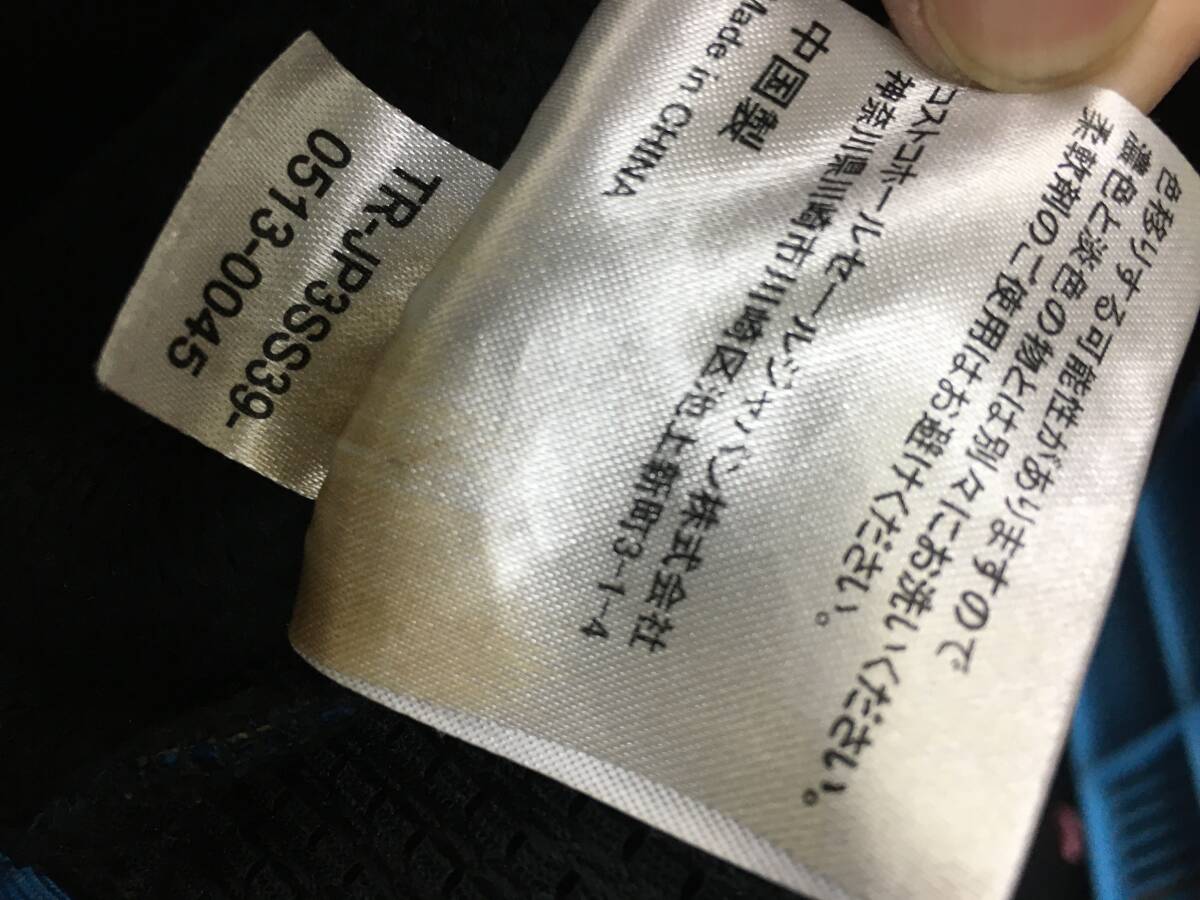 色移りする可能性がありますので
濃色と淡色の物とは別々にお洗いください。
柔軟剤のご使用はお避けください。
コストコホールセールジャパン株式会社
神奈川県川崎市川崎区池上新町3-1-4
中国製
Made in CHINA
TR-JP3SS39-
0513-0045